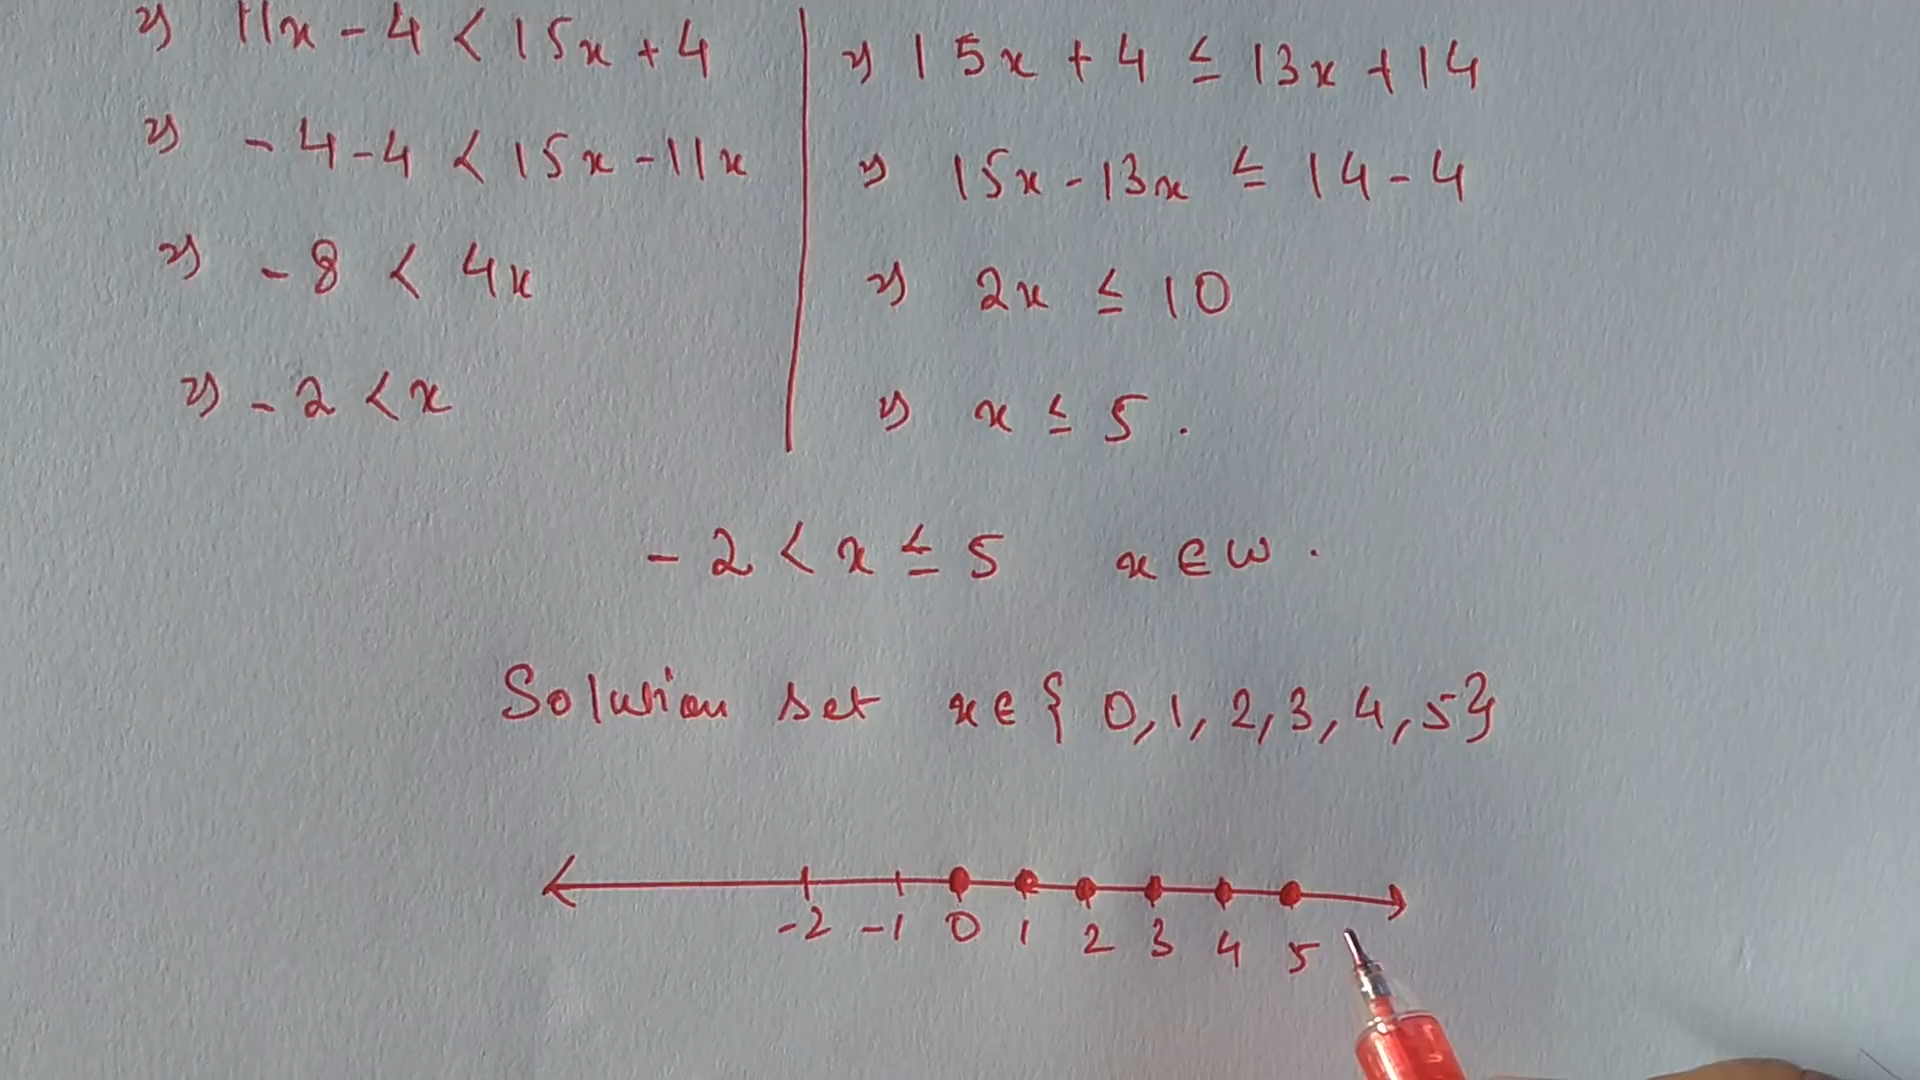 ⇒ 11x - 4 < 15x + 4
⇒ - 4 - 4 < 15x - 11x
⇒ - 8 < 4x
⇒ - 2 < x
⇒ 15x + 4 ≤ 13x + 14
⇒ 15x - 13x ≤ 14 - 4
⇒ 2x ≤ 10
⇒ x ≤ 5 .
- 2 < x ≤ 5 x ∈ W .
Solution set x ∈ { 0, 1, 2, 3, 4, 5 }
-2 -1 0 1 2 3 4 5